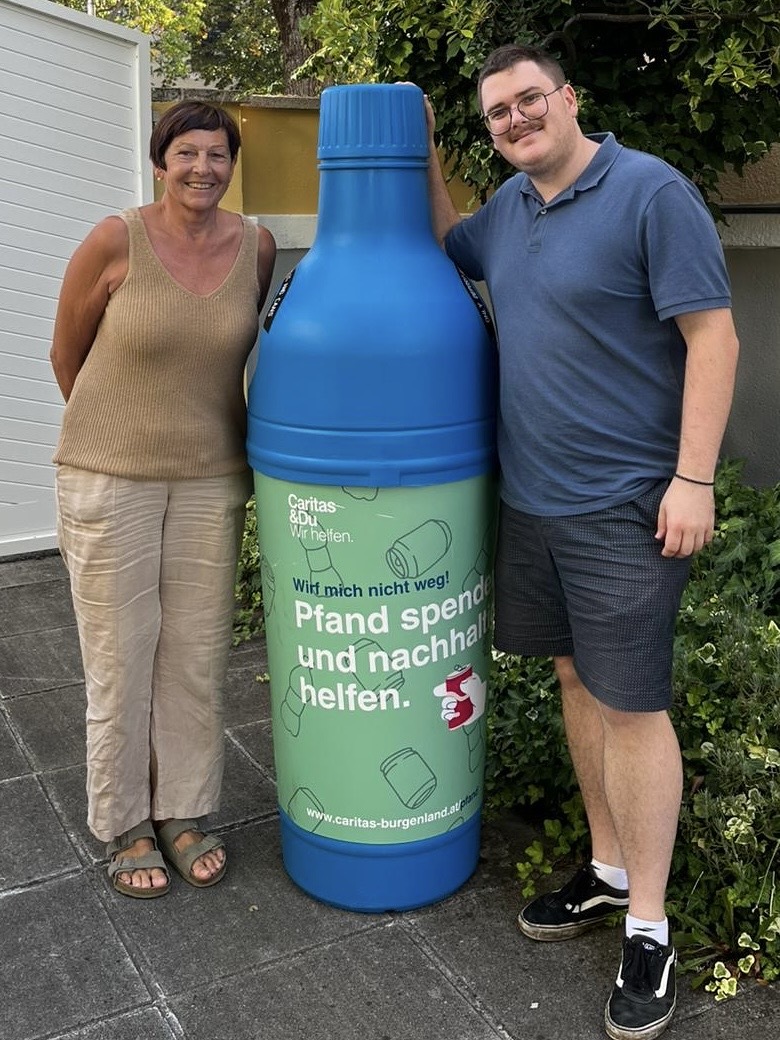 Caritas
&Du
Wir helfen.
Wirf mich nicht weg!
Pfand spende
und nachhalt
helfen.
www.caritas-burgenland.at/pfand